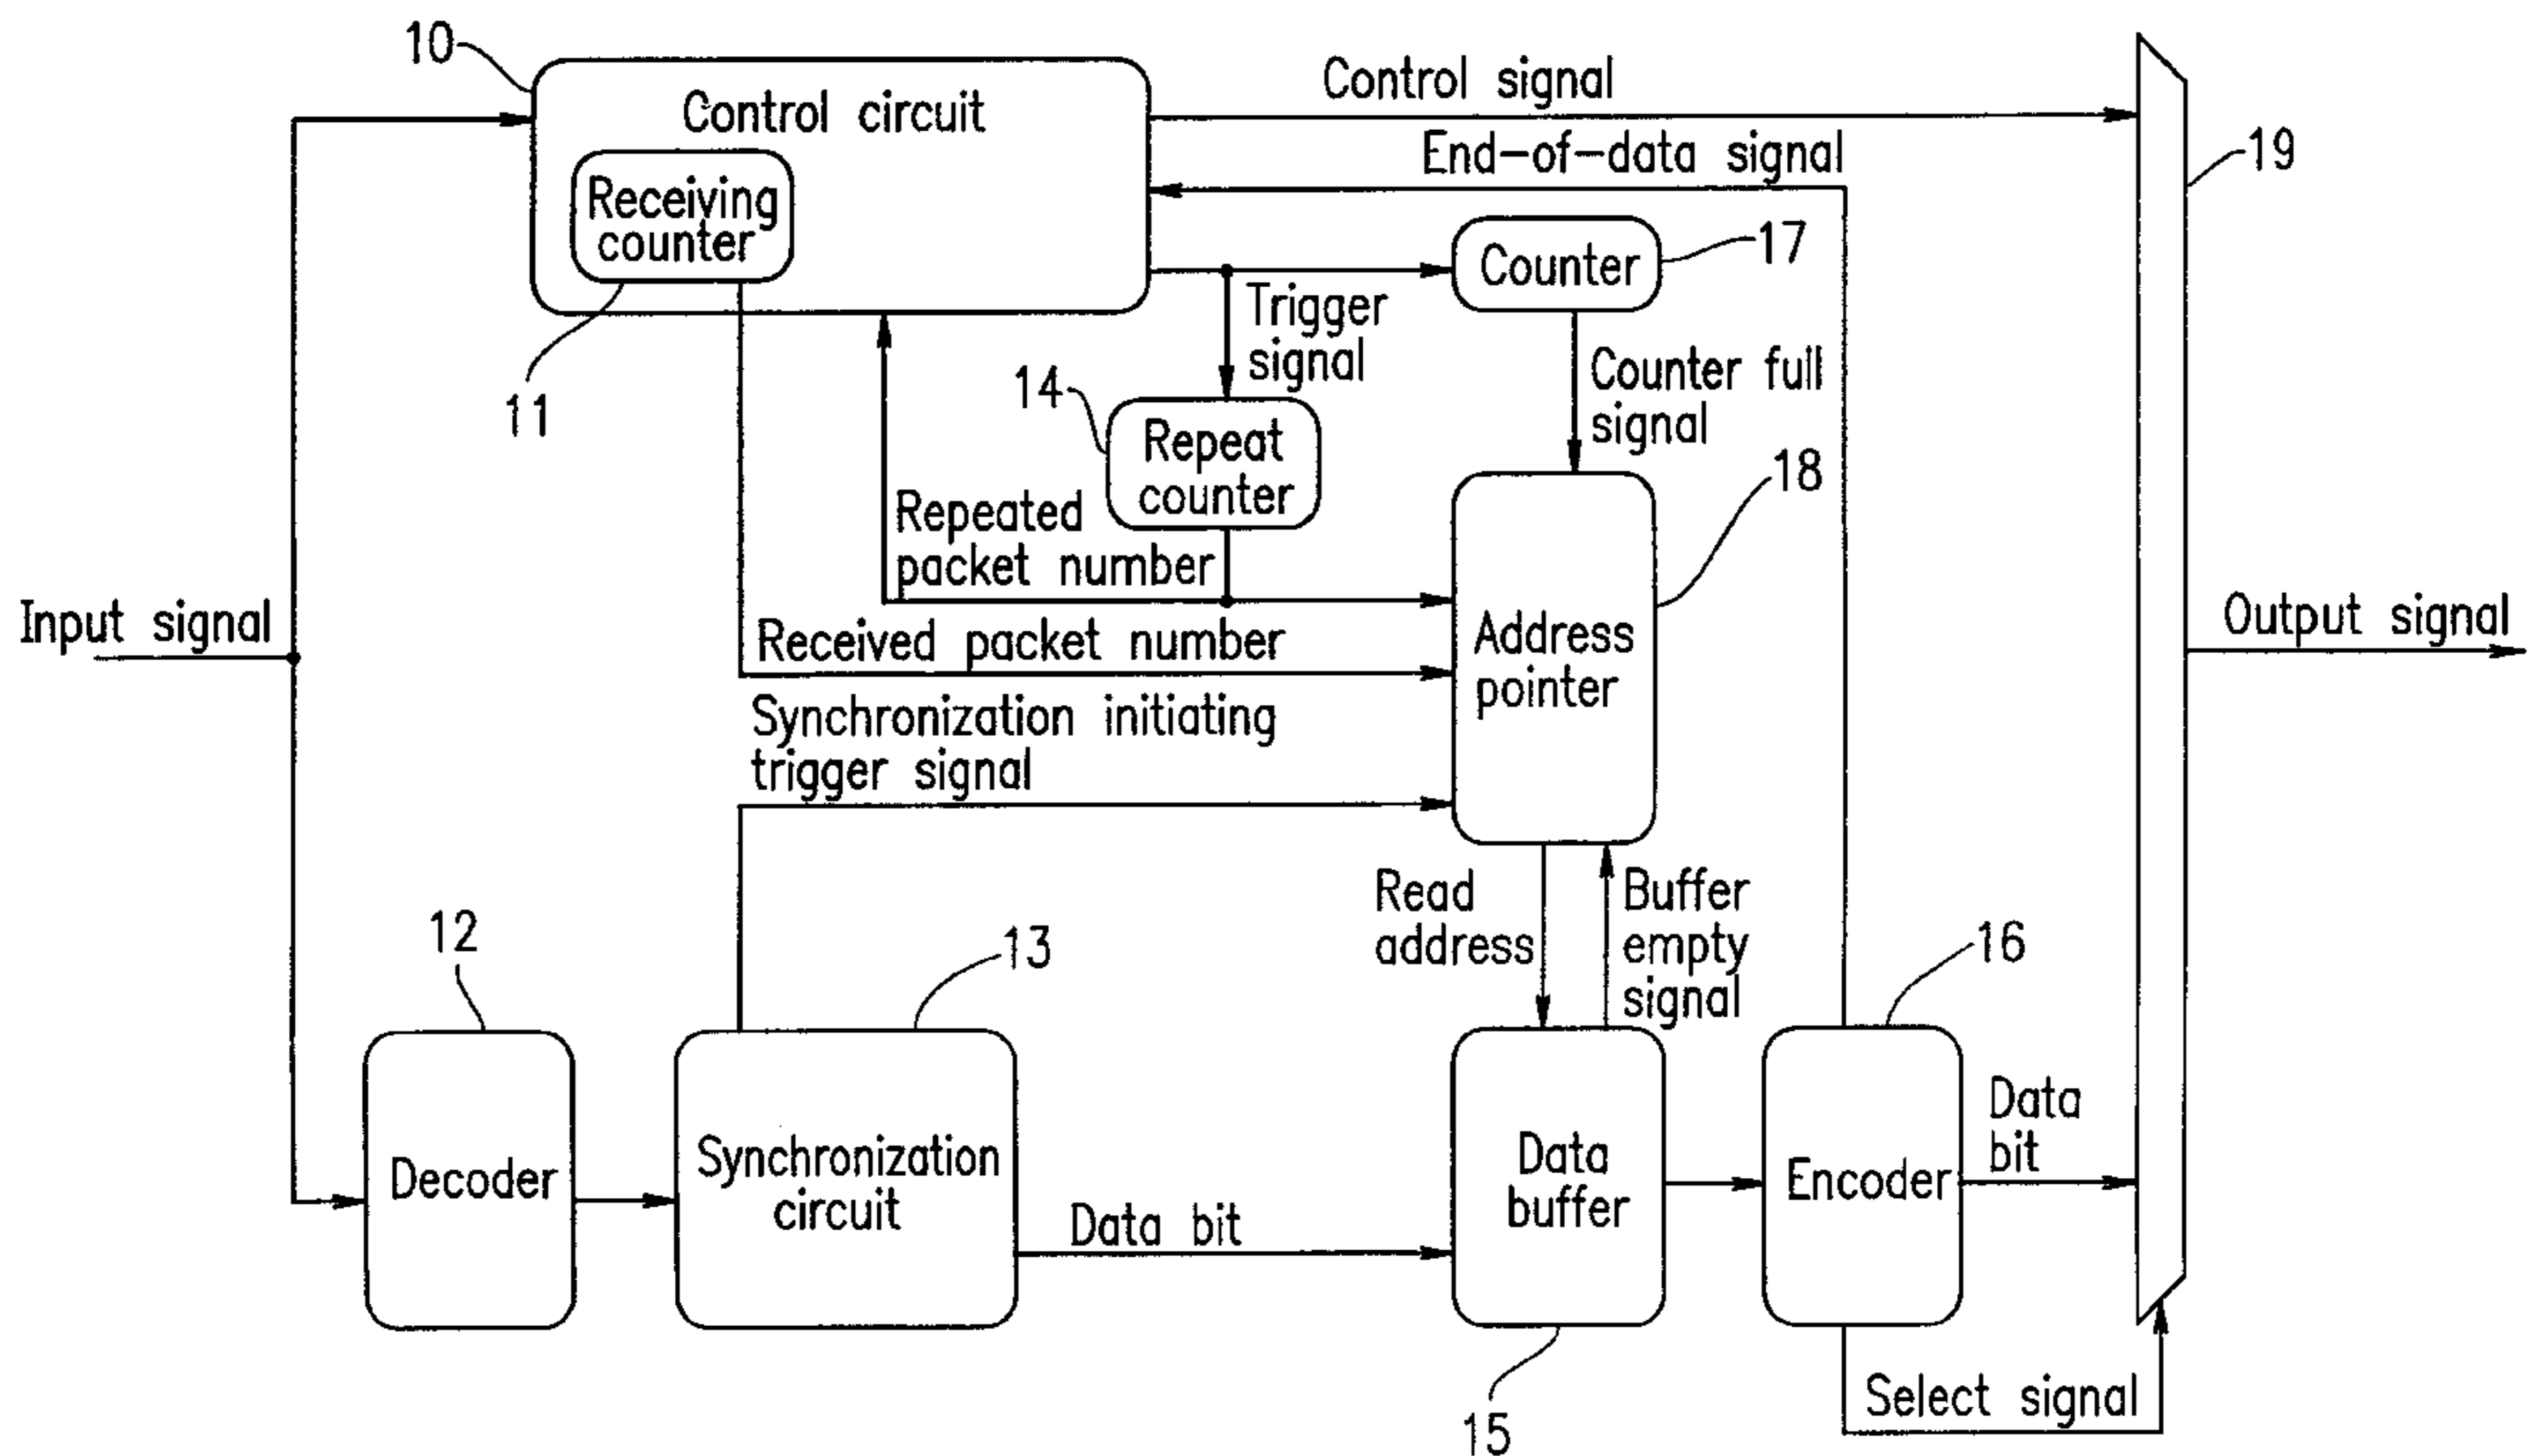 10
Control circuit
Receiving
counter
11
Control signal
End-of-data signal
19
Counter
17
Trigger
signal
Counter full
signal
14
Repeat
counter
18
Repeated
packet number
Input signal
Received packet number
Address
pointer
Output signal
Synchronization initiating
trigger signal
Read
address
Buffer
empty
signal
12
13
16
Decoder
Synchronization
circuit
Data bit
Data
buffer
Encoder
Data
bit
15
Select signal